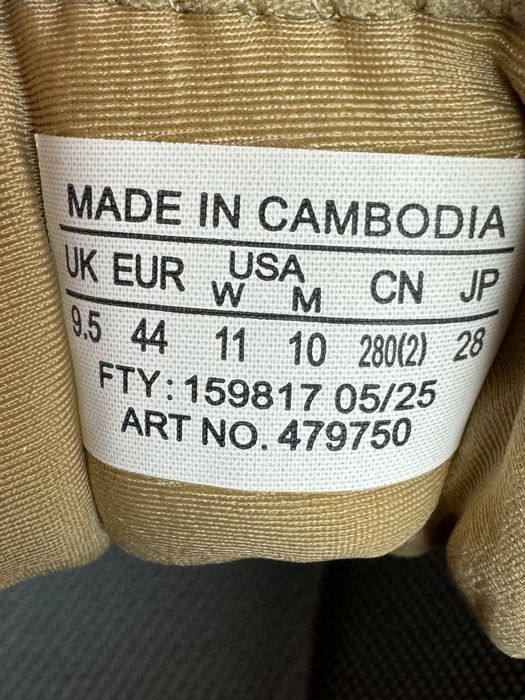 MADE IN CAMBODIA
UK EUR USA W M CN JP
9.5 44 11 10 280(2) 28
FTY: 159817 05/25
ART NO. 479750